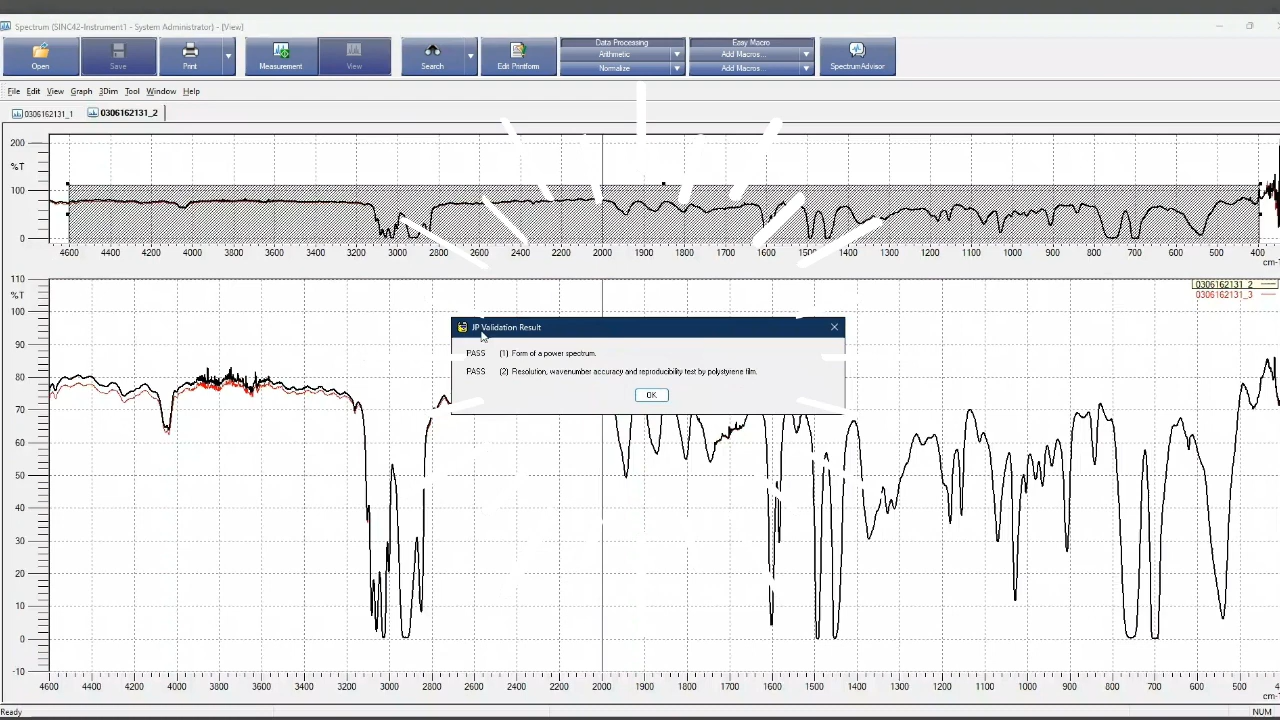 Spectrum (SINC42-Instrument1 - System Administrator) - [View]
Open
Save
Print
Measurement
View
Search
Edit Printform
Data Processing
Arithmetic
Normalize
Easy Macro
Add Macros...
Add Macros...
SpectrumAdvisor
File Edit View Graph 3Dim Tool Window Help
0306162131_1 0306162131_2
200
%T
100
0
4600 4400 4200 4000 3800 3600 3400 3200 3000 2800 2600 2400 2200 2000 1900 1800 1700 1600 1500 1400 1300 1200 1100 1000 900 800 700 600 500 400
110
%T
100
90
80
70
60
50
40
30
20
10
0
-10
0306162131_2
0306162131_3
JP Validation Result
PASS (1) Form of a power spectrum.
PASS (2) Resolution, wavenumber accuracy and reproducibility test by polystyrene film.
OK
4600 4400 4200 4000 3800 3600 3400 3200 3000 2800 2600 2400 2200 2000 1900 1800 1700 1600 1500 1400 1300 1200 1100 1000 900 800 700 600 500
Ready
NUM